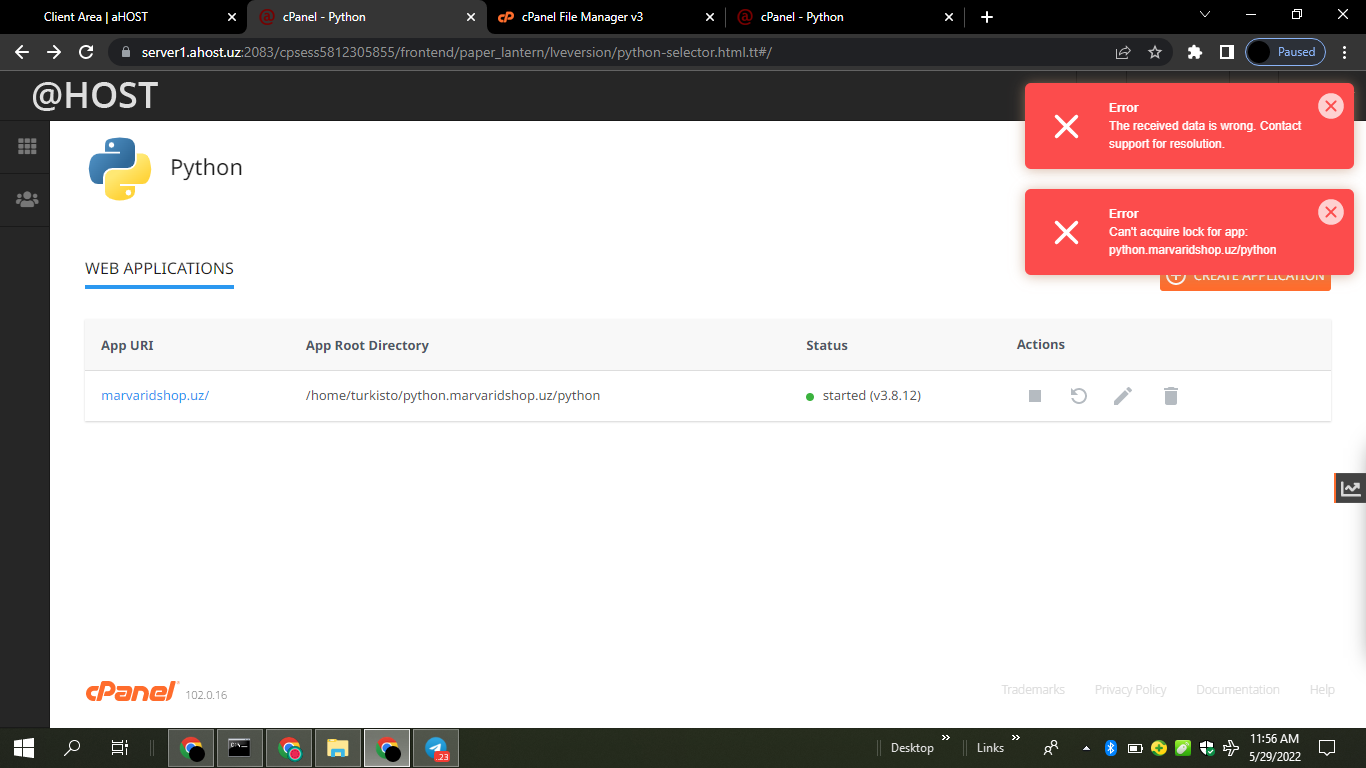 Client Area | aHOST
cPanel - Python
cPanel File Manager v3
cPanel - Python
server1.ahost.uz:2083/cpsess5812305855/frontend/paper_lantern/lveversion/python-selector.html.tt#/
Paused
@HOST
Error
The received data is wrong. Contact
support for resolution.
Python
Error
Can't acquire lock for app:
python.marvaridshop.uz/python
WEB APPLICATIONS
CREATE APPLICATION
App URI
App Root Directory
Status
Actions
marvaridshop.uz/
/home/turkisto/python.marvaridshop.uz/python
started (v3.8.12)
cPanel
102.0.16
Trademarks
Privacy Policy
Documentation
Help
Desktop
Links
11:56 AM
5/29/2022
23